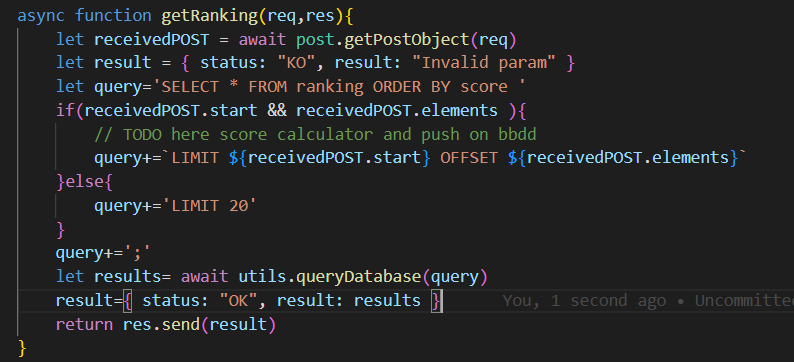 async function getRanking(req,res){
    let receivedPOST = await post.getPostObject(req)
    let result = { status: "KO", result: "Invalid param" }
    let query='SELECT * FROM ranking ORDER BY score '
    if(receivedPOST.start && receivedPOST.elements ){
        // TODO here score calculator and push on bbdd
        query+=`LIMIT ${receivedPOST.start} OFFSET ${receivedPOST.elements}`
    }else{
        query+='LIMIT 20'
    }
    query+=';'
    let results= await utils.queryDatabase(query)
    result={ status: "OK", result: results }    You, 1 second ago • Uncommitte
    return res.send(result)
}